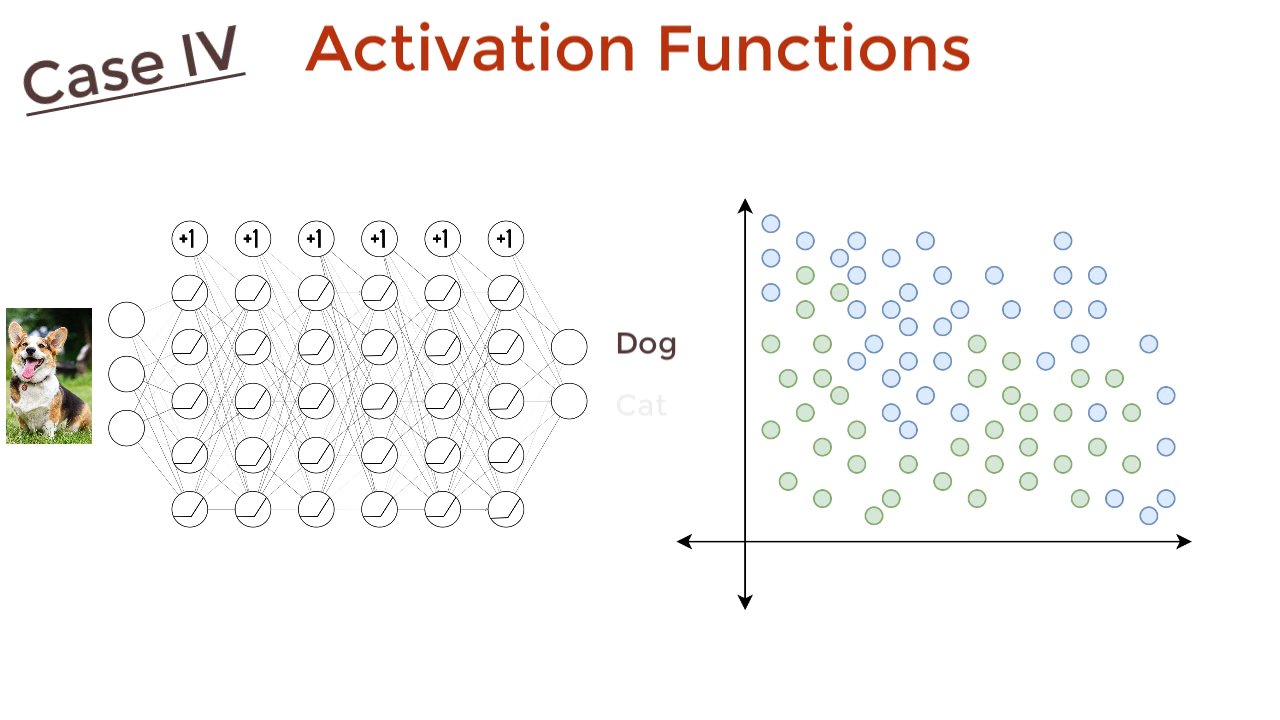 Case IV
Activation Functions
+1 +1 +1 +1 +1 +1
Dog
Cat